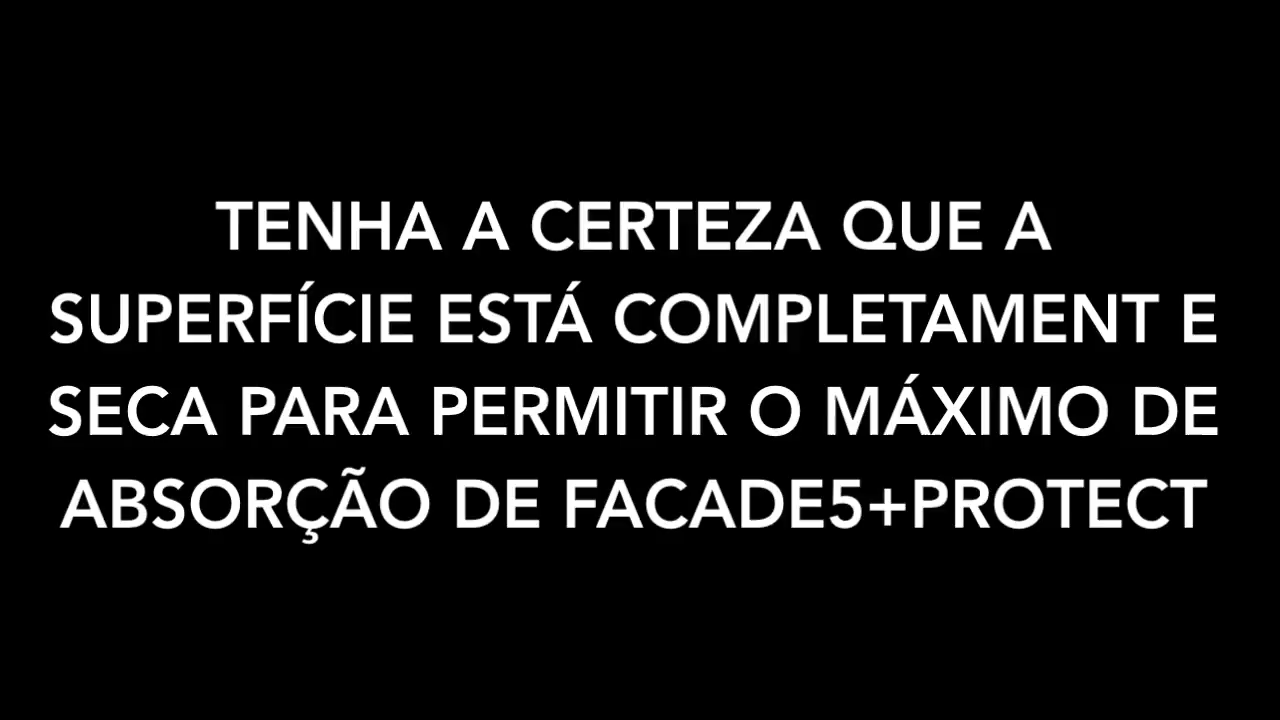 TENHA A CERTEZA QUE A
SUPERFÍCIE ESTÁ COMPLETAMENT E
SECA PARA PERMITIR O MÁXIMO DE
ABSORÇÃO DE FACADE5+PROTECT